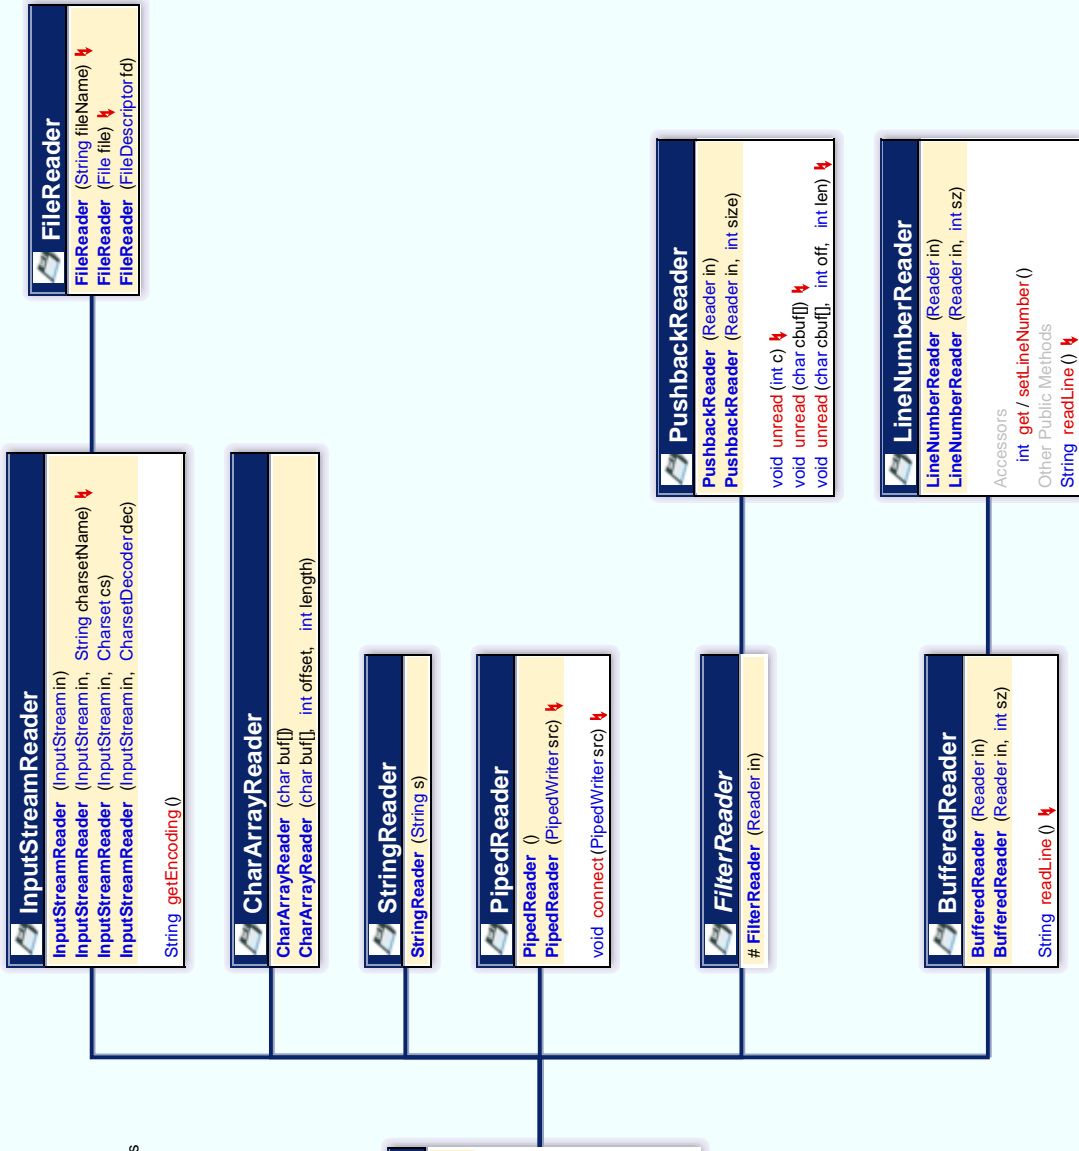 FileReader
FileReader (String fileName)
FileReader (File file)
FileReader (FileDescriptor fd)
InputStreamReader
InputStreamReader (InputStream in)
InputStreamReader (InputStream in, String charsetName)
InputStreamReader (InputStream in, Charset cs)
InputStreamReader (InputStream in, CharsetDecoder dec)
String getEncoding ()
CharArrayReader
CharArrayReader (char buf[])
CharArrayReader (char buf[], int offset, int length)
StringReader
StringReader (String s)
PipedReader
PipedReader ()
PipedReader (PipedWriter src)
void connect (PipedWriter src)
PushbackReader
PushbackReader (Reader in)
PushbackReader (Reader in, int size)
void unread (int c)
void unread (char cbuf[])
void unread (char cbuf[], int off, int len)
FilterReader
# FilterReader (Reader in)
LineNumberReader
LineNumberReader (Reader in)
LineNumberReader (Reader in, int sz)
Accessors
int get / setLineNumber ()
Other Public Methods
String readLine ()
BufferedReader
BufferedReader (Reader in)
BufferedReader (Reader in, int sz)
String readLine ()
s